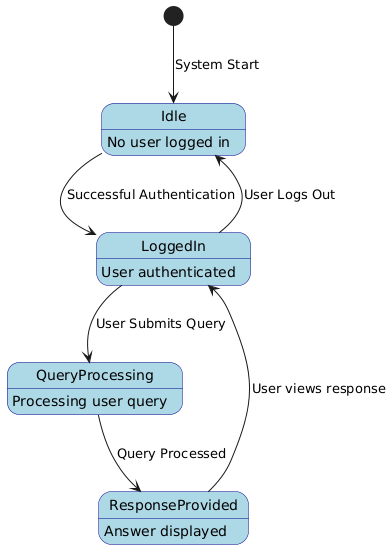 System Start
Idle
No user logged in
Successful Authentication
User Logs Out
LoggedIn
User authenticated
User Submits Query
QueryProcessing
Processing user query
User views response
Query Processed
ResponseProvided
Answer displayed